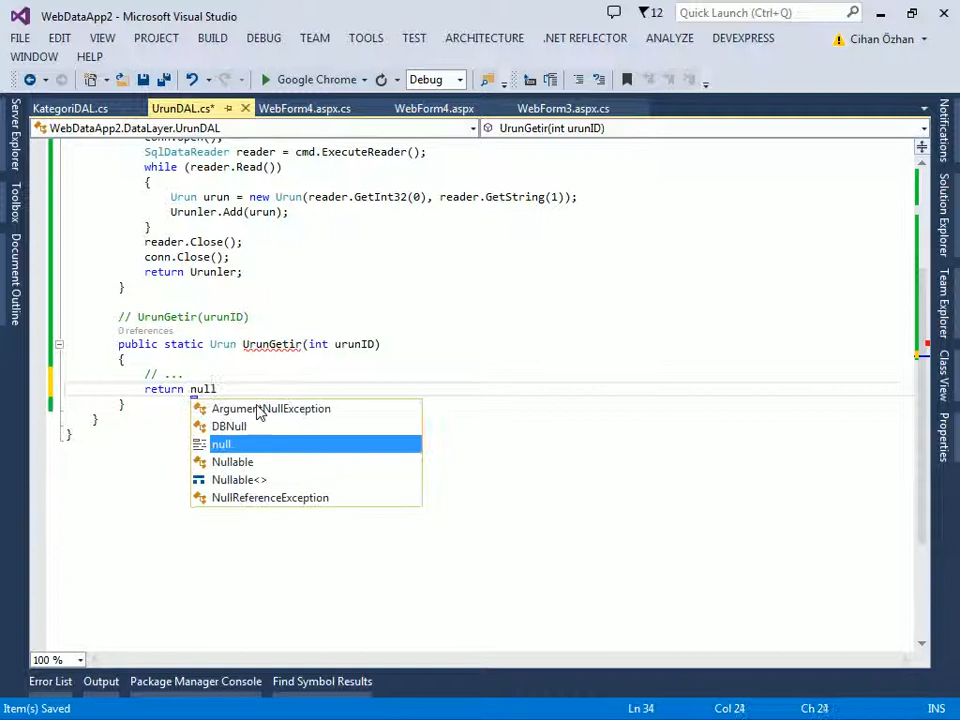 WebDataApp2 - Microsoft Visual Studio
12
Quick Launch (Ctrl+Q)
FILE EDIT VIEW PROJECT BUILD DEBUG TEAM TOOLS TEST ARCHITECTURE .NET REFLECTOR ANALYZE DEVEXPRESS
Cihan Özhan
WINDOW HELP
Google Chrome
Debug
KategoriDAL.cs UrunDAL.cs* WebForm4.aspx.cs WebForm4.aspx WebForm3.aspx.cs
WebDataApp2.DataLayer.UrunDAL
UrunGetir(int urunID)
conn.Open();
SqlDataReader reader = cmd.ExecuteReader();
while (reader.Read())
{
Urun urun = new Urun(reader.GetInt32(0), reader.GetString(1));
Urunler.Add(urun);
}
reader.Close();
conn.Close();
return Urunler;
}
// UrunGetir(urunID)
0 references
public static Urun UrunGetir(int urunID)
{
// ...
return null
}
}
}
ArgumentNullException
DBNull
null
Nullable
Nullable<>
NullReferenceException
Server Explorer
Toolbox
Document Outline
Notifications
Solution Explorer
Team Explorer
Class View
Properties
100 %
Error List Output Package Manager Console Find Symbol Results
Item(s) Saved
Ln 34
Col 24
Ch 24
INS